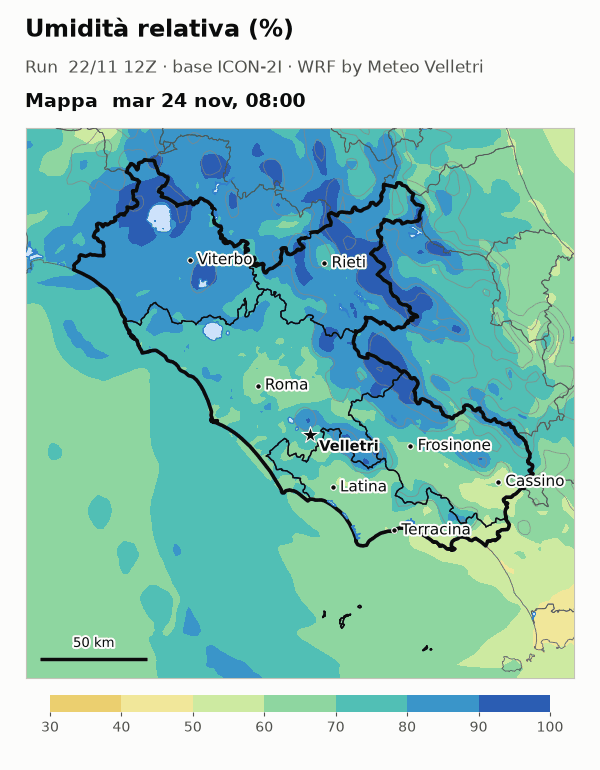 Umidità relativa (%)
Run  22/11 12Z · base ICON-2I · WRF by Meteo Velletri
Mappa  mar 24 nov, 08:00
Viterbo
Rieti
Roma
Velletri
Frosinone
Latina
Cassino
Terracina
50 km
30 40 50 60 70 80 90 100